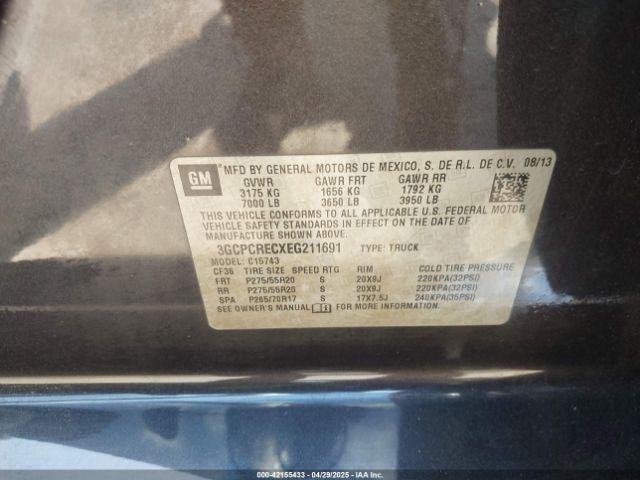 GM
MFD BY GENERAL MOTORS DE MEXICO, S. DE R.L. DE C.V. 08/13
GVWR GAWR FRT GAWR RR
3175 KG 1656 KG 1792 KG
7000 LB 3650 LB 3950 LB
THIS VEHICLE CONFORMS TO ALL APPLICABLE U.S. FEDERAL MOTOR
VEHICLE SAFETY STANDARDS IN EFFECT ON THE DATE OF
MANUFACTURE SHOWN ABOVE.
3GCPCRECXEG211691 TYPE: TRUCK
MODEL: C15743
CF36 TIRE SIZE SPEED RTG RIM COLD TIRE PRESSURE
FRT P275/55R20 S 20X9J 220KPA(32PSI)
RR P275/55R20 S 20X9J 220KPA(32PSI)
SPA P265/70R17 S 17X7.5J 240KPA(35PSI)
SEE OWNER'S MANUAL FOR MORE INFORMATION
000-42155433 04/29/2025 IAAI.COM